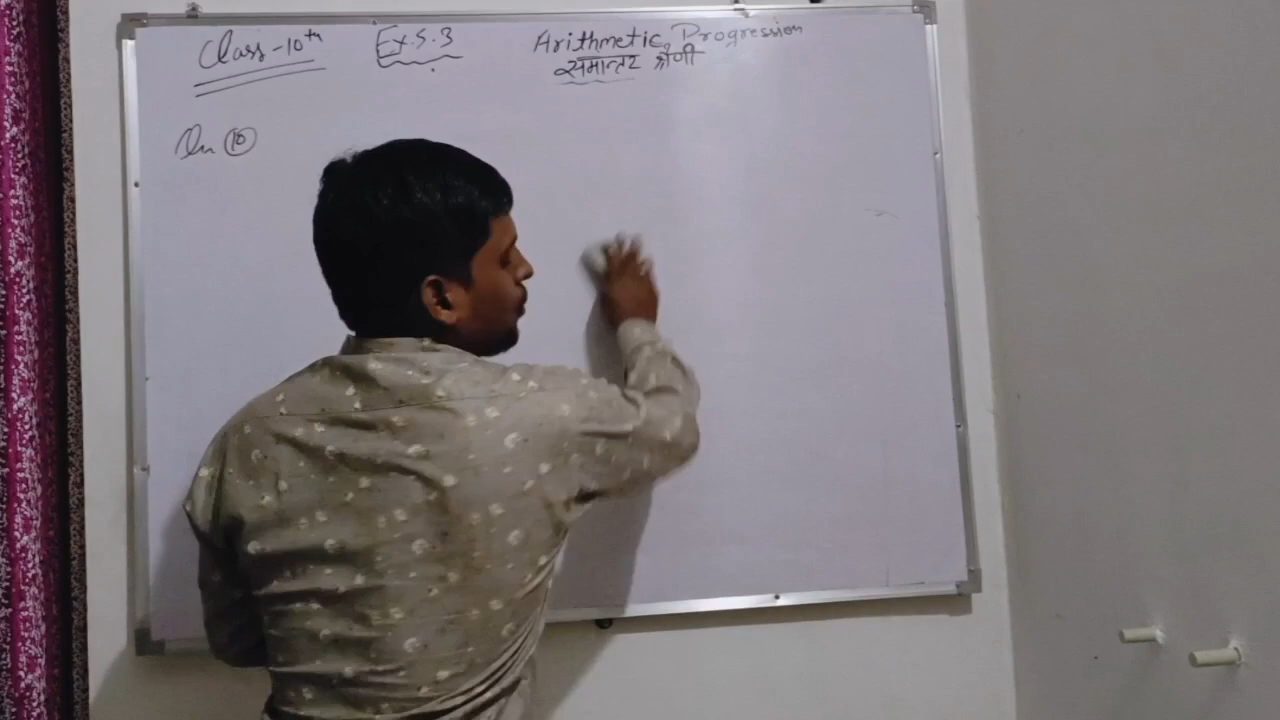 Class-10th Ex.5.3 Arithmetic Progression
समान्तर श्रेणी
Qn 10